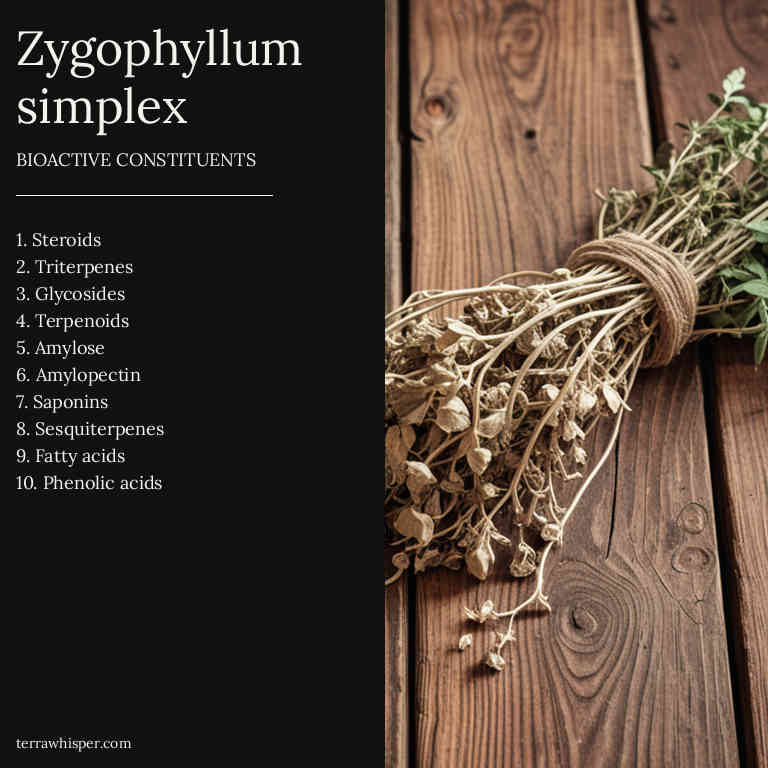 Zygophyllum
simplex
BIOACTIVE CONSTITUENTS
1. Steroids
2. Triterpenes
3. Glycosides
4. Terpenoids
5. Amylose
6. Amylopectin
7. Saponins
8. Sesquiterpenes
9. Fatty acids
10. Phenolic acids
terrawhisper.com